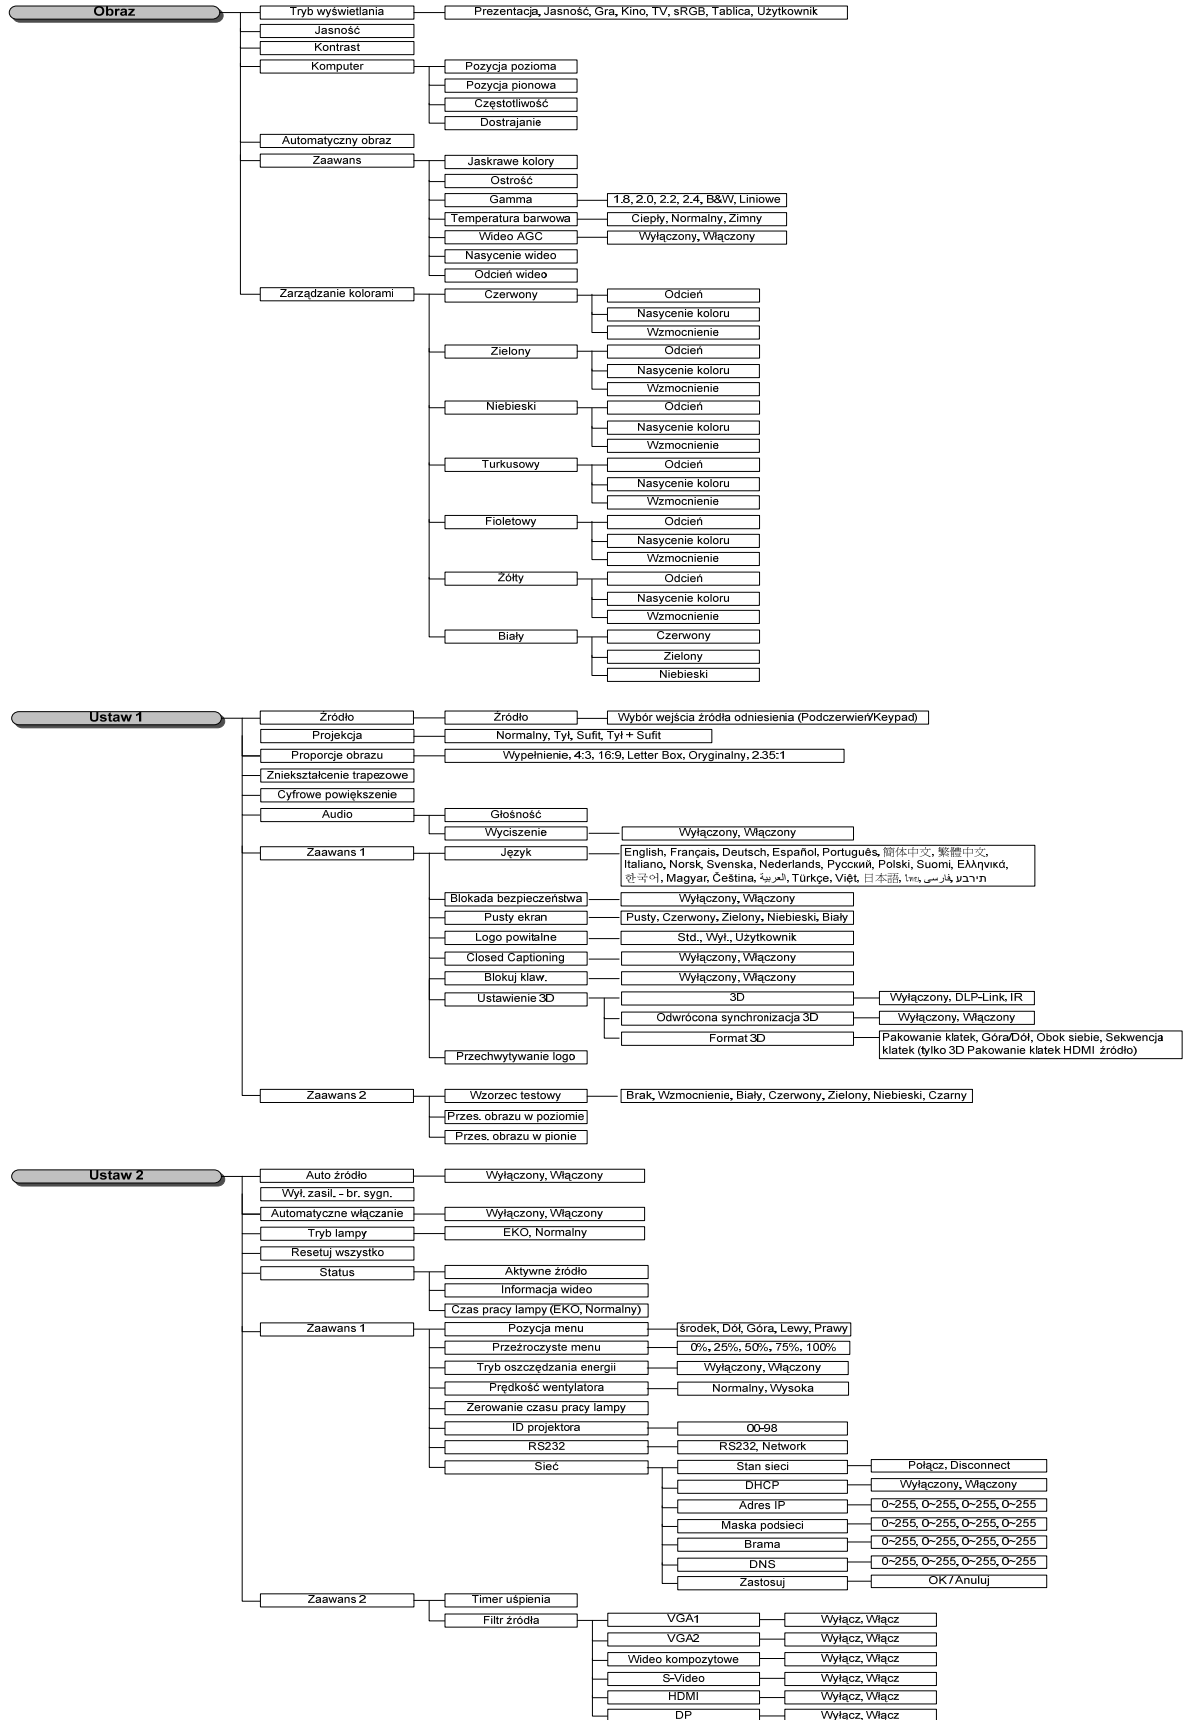 Obraz
Tryb wyświetlania
Prezentacja, Jasność, Gra, Kino, TV, sRGB, Tablica, Użytkownik
Jasność
Kontrast
Komputer
Pozycja pozioma
Pozycja pionowa
Częstotliwość
Dostrajanie
Automatyczny obraz
Zaawans
Jaskrawe kolory
Ostrość
Gamma
1.8, 2.0, 2.2, 2.4, B&W, Liniowe
Temperatura barwowa
Ciepły, Normalny, Zimny
Wideo AGC
Wyłączony, Włączony
Nasycenie wideo
Odcień wideo
Zarządzanie kolorami
Czerwony
Odcień
Nasycenie koloru
Wzmocnienie
Zielony
Odcień
Nasycenie koloru
Wzmocnienie
Niebieski
Odcień
Nasycenie koloru
Wzmocnienie
Turkusowy
Odcień
Nasycenie koloru
Wzmocnienie
Fioletowy
Odcień
Nasycenie koloru
Wzmocnienie
Żółty
Odcień
Nasycenie koloru
Wzmocnienie
Biały
Czerwony
Zielony
Niebieski
Ustaw 1
Źródło
Źródło
Wybór wejścia źródła odniesienia (Podczerwień/Keypad)
Projekcja
Normalny, Tył, Sufit, Tył + Sufit
Proporcje obrazu
Wypełnienie, 4:3, 16:9, Letter Box, Oryginalny, 2.35:1
Zniekształcenie trapezowe
Cyfrowe powiększenie
Audio
Głośność
Wyciszenie
Wyłączony, Włączony
Zaawans 1
Język
English, Français, Deutsch, Español, Português, 简体中文, 繁體中文,
Italiano, Norsk, Svenska, Nederlands, Русский, Polski, Suomi, Ελληνικά,
한국어, Magyar, Čeština, العربية, Türkçe, Việt, 日本語, ไทย, فارسی, תירבע
Blokada bezpieczeństwa
Wyłączony, Włączony
Pusty ekran
Pusty, Czerwony, Zielony, Niebieski, Biały
Logo powitalne
Std., Wył., Użytkownik
Closed Captioning
Wyłączony, Włączony
Blokuj klaw.
Wyłączony, Włączony
Ustawienie 3D
3D
Wyłączony, DLP-Link, IR
Odwrócona synchronizacja 3D
Wyłączony, Włączony
Format 3D
Pakowanie klatek, Góra/Dół, Obok siebie, Sekwencja
klatek (tylko 3D Pakowanie klatek HDMI źródło)
Przechwytywanie logo
Zaawans 2
Wzorzec testowy
Brak, Wzmocnienie, Biały, Czerwony, Zielony, Niebieski, Czarny
Przes. obrazu w poziomie
Przes. obrazu w pionie
Ustaw 2
Auto źródło
Wyłączony, Włączony
Wył. zasil. - br. sygn.
Automatyczne włączanie
Wyłączony, Włączony
Tryb lampy
EKO, Normalny
Resetuj wszystko
Status
Aktywne źródło
Informacja wideo
Czas pracy lampy (EKO, Normalny)
Zaawans 1
Pozycja menu
środek, Dół, Góra, Lewy, Prawy
Przeźroczyste menu
0%, 25%, 50%, 75%, 100%
Tryb oszczędzania energii
Wyłączony, Włączony
Prędkość wentylatora
Normalny, Wysoka
Zerowanie czasu pracy lampy
ID projektora
00-98
RS232
RS232, Network
Sieć
Stan sieci
Połącz, Disconnect
DHCP
Wyłączony, Włączony
Adres IP
0~255, 0~255, 0~255, 0~255
Maska podsieci
0~255, 0~255, 0~255, 0~255
Brama
0~255, 0~255, 0~255, 0~255
DNS
0~255, 0~255, 0~255, 0~255
Zastosuj
OK / Anuluj
Zaawans 2
Timer uśpienia
Filtr źródła
VGA1
Wyłącz, Włącz
VGA2
Wyłącz, Włącz
Wideo kompozytowe
Wyłącz, Włącz
S-Video
Wyłącz, Włącz
HDMI
Wyłącz, Włącz
DP
Wyłącz, Włącz